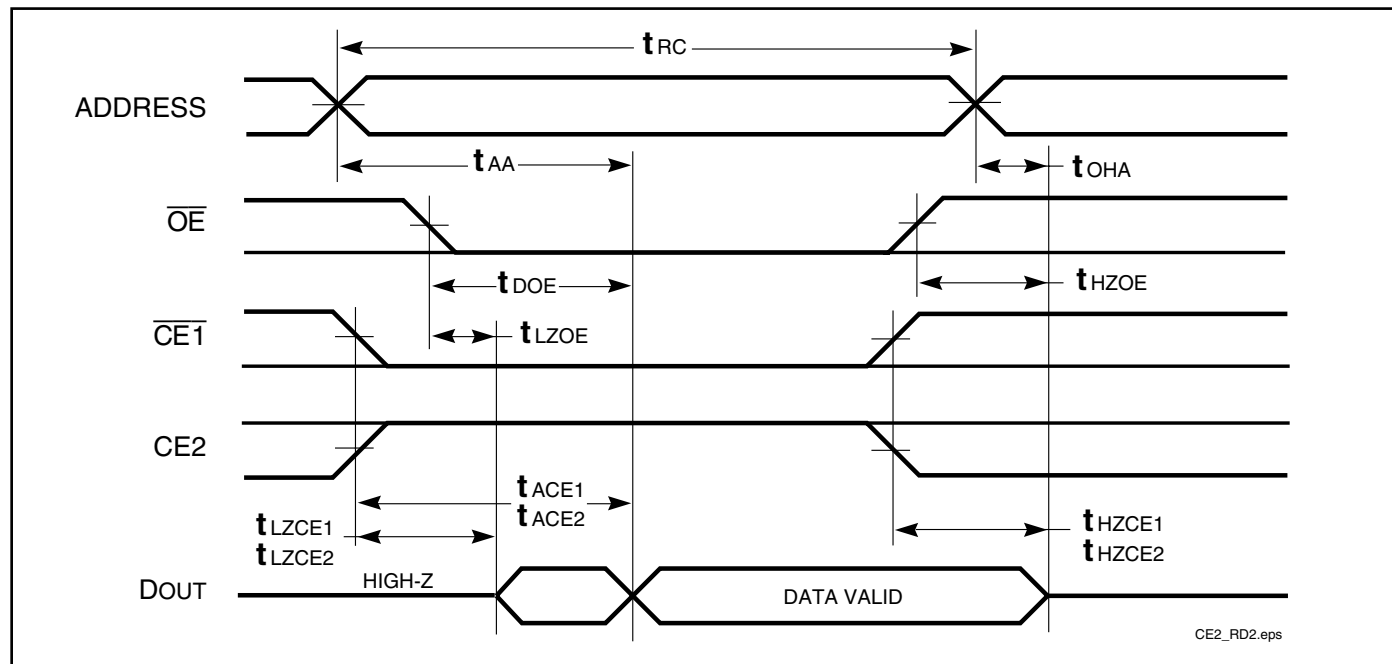 tRC
ADDRESS
tAA
tOHA
OE
tDOE
tHZOE
CE1
tLZOE
CE2
tACE1
tACE2
tLZCE1
tLZCE2
tHZCE1
tHZCE2
DOUT
HIGH-Z
DATA VALID
CE2_RD2.eps